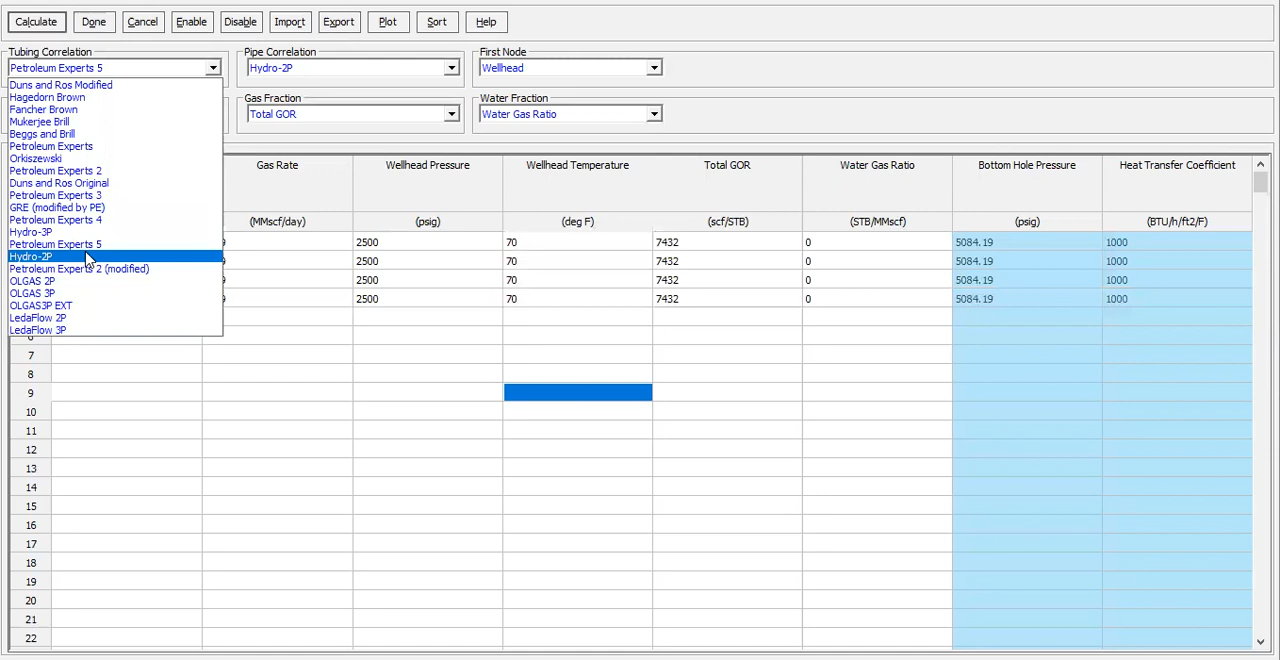 Calculate Done Cancel Enable Disable Import Export Plot Sort Help
Tubing Correlation Pipe Correlation First Node
Petroleum Experts 5 Hydro-2P Wellhead
Duns and Ros Modified
Hagedorn Brown
Fancher Brown
Mukerjee Brill
Beggs and Brill
Petroleum Experts
Orkiszewski
Petroleum Experts 2
Duns and Ros Original
Petroleum Experts 3
GRE (modified by PE)
Petroleum Experts 4
Hydro-3P
Petroleum Experts 5
Hydro-2P
Petroleum Experts 2 (modified)
OLGAS 2P
OLGAS 3P
OLGAS3P EXT
LedaFlow 2P
LedaFlow 3P
Gas Fraction Water Fraction
Total GOR Water Gas Ratio
Gas Rate Wellhead Pressure Wellhead Temperature Total GOR Water Gas Ratio Bottom Hole Pressure Heat Transfer Coefficient
(MMscf/day) (psig) (deg F) (scf/STB) (STB/MMscf) (psig) (BTU/h/ft2/F)
2500 70 7432 0 5084.19 1000
2500 70 7432 0 5084.19 1000
2500 70 7432 0 5084.19 1000
2500 70 7432 0 5084.19 1000
7
8
9
10
11
12
13
14
15
16
17
18
19
20
21
22